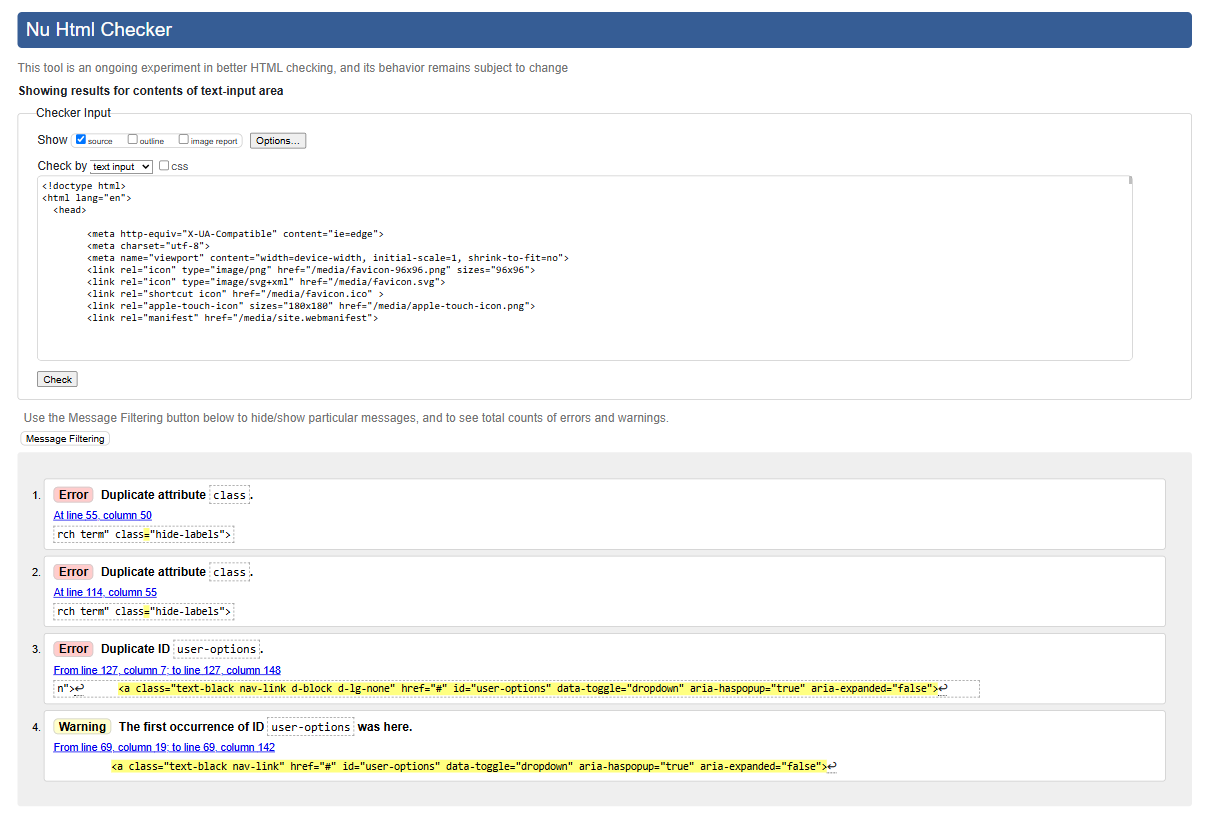 Nu Html Checker
This tool is an ongoing experiment in better HTML checking, and its behavior remains subject to change
Showing results for contents of text-input area
Checker Input
Show source outline image report Options...
Check by text input css
<!doctype html>
<html lang="en">
<head>
<meta http-equiv="X-UA-Compatible" content="ie=edge">
<meta charset="utf-8">
<meta name="viewport" content="width=device-width, initial-scale=1, shrink-to-fit=no">
<link rel="icon" type="image/png" href="/media/favicon-96x96.png" sizes="96x96">
<link rel="icon" type="image/svg+xml" href="/media/favicon.svg">
<link rel="shortcut icon" href="/media/favicon.ico" >
<link rel="apple-touch-icon" sizes="180x180" href="/media/apple-touch-icon.png">
<link rel="manifest" href="/media/site.webmanifest">
Check
Use the Message Filtering button below to hide/show particular messages, and to see total counts of errors and warnings.
Message Filtering
1. Error Duplicate attribute class.
At line 55, column 50
rch term" class="hide-labels">
2. Error Duplicate attribute class.
At line 114, column 55
rch term" class="hide-labels">
3. Error Duplicate ID user-options.
From line 127, column 7; to line 127, column 148
n">↩ <a class="text-black nav-link d-block d-lg-none" href="#" id="user-options" data-toggle="dropdown" aria-haspopup="true" aria-expanded="false">↩
4. Warning The first occurrence of ID user-options was here.
From line 69, column 19; to line 69, column 142
<a class="text-black nav-link" href="#" id="user-options" data-toggle="dropdown" aria-haspopup="true" aria-expanded="false">↩